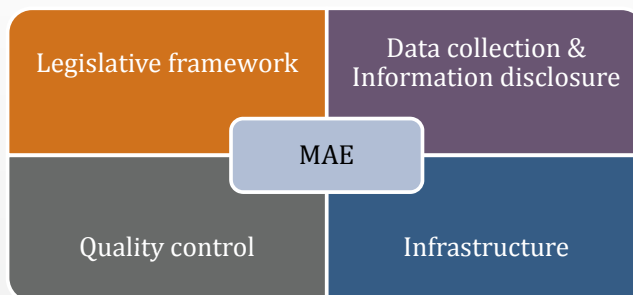 Legislative framework
Data collection &
Information disclosure
MAE
Quality control
Infrastructure